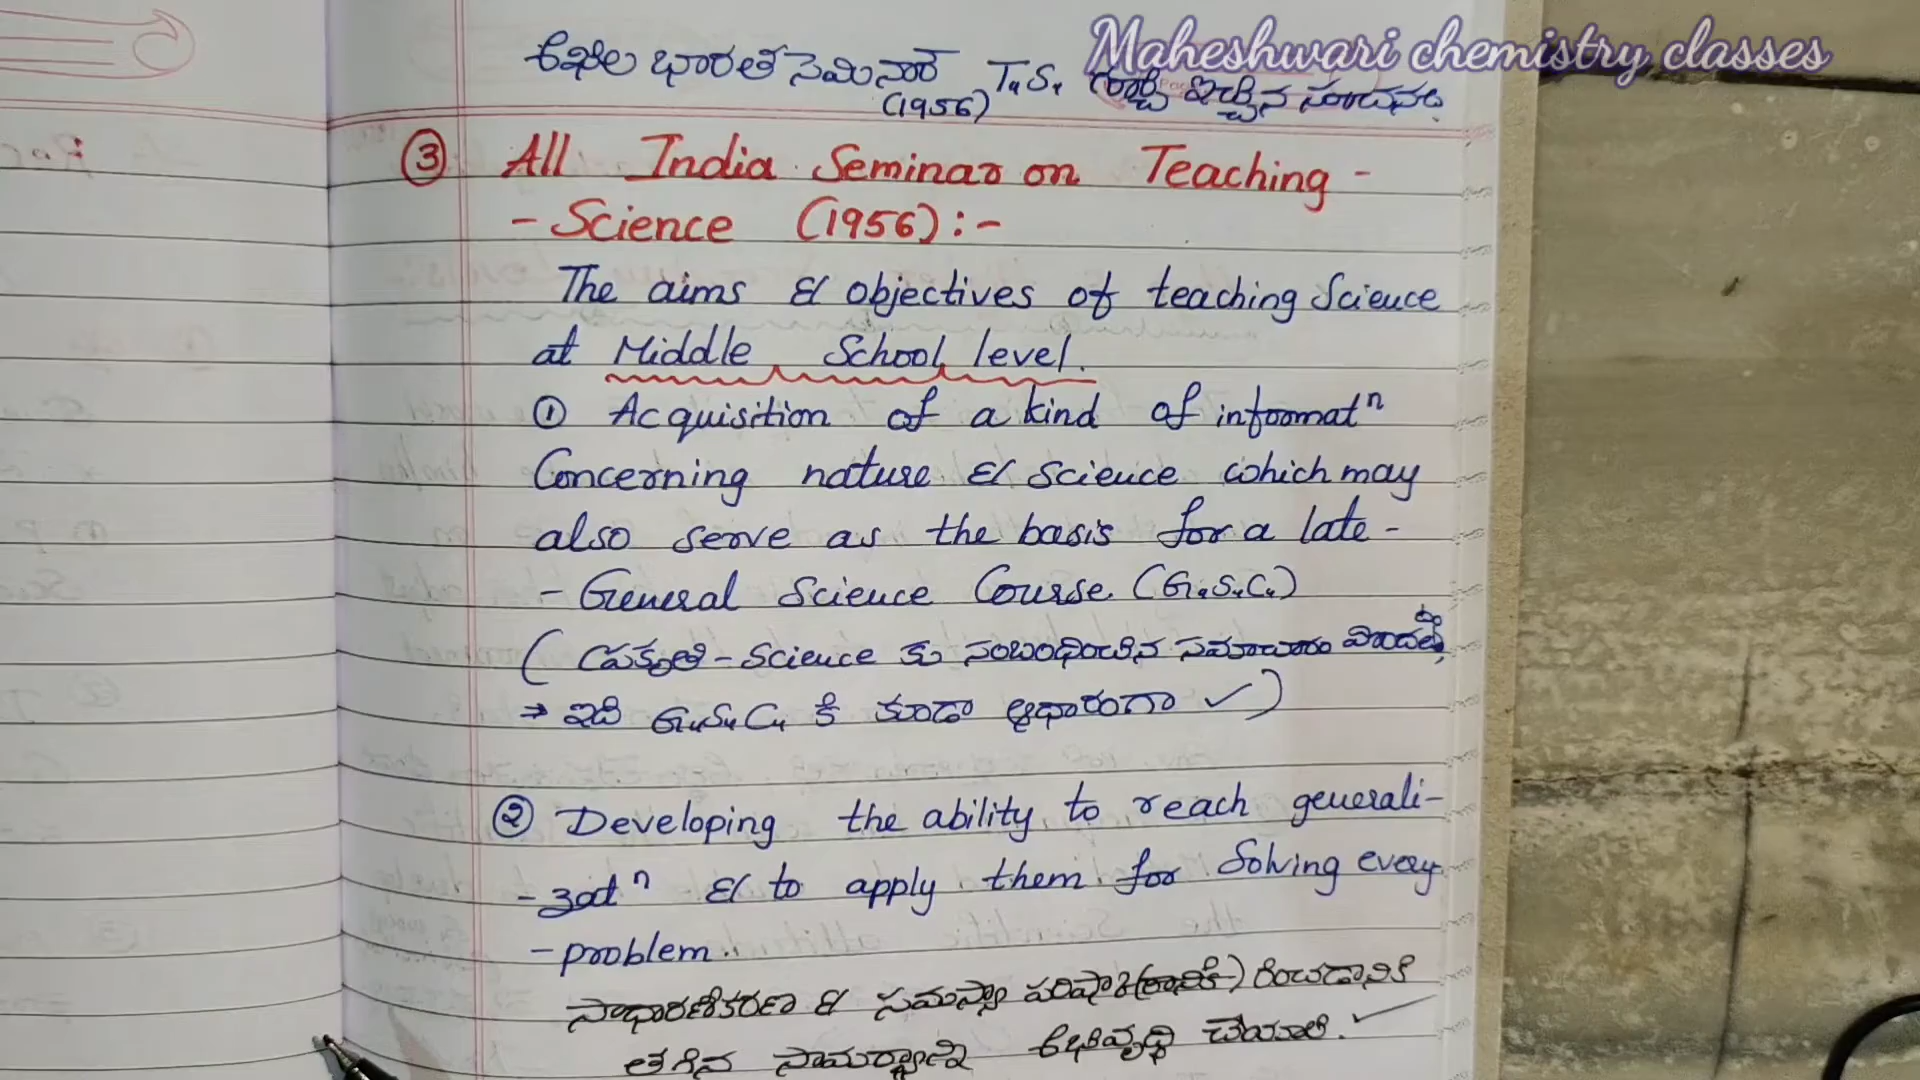 Maheshwari chemistry classes
అఖిల భారత సెమినార్ T.S. కార్డ్ ఇచ్చిన సూచనలు.
(1956)
③ All India Seminar on Teaching -
- Science (1956):-
The aims & objectives of teaching Science
at Middle School level.
① Acquisition of a kind of informatⁿ
Concerning nature & Science which may
also serve as the basis for a late -
- General Science Course (G.S.C.)
(ప్రకృతి - Science కు సంబంధించిన సమాచారం పొందాలి,
→ ఇది G.S.C. కి కూడా ఆధారంగా ✓)
② Developing the ability to reach generali-
- zatⁿ & to apply them for Solving every
- problem.
సాధారణీకరణ & సమస్యా పరిష్కరించడానికి
తగిన సామర్థ్యాన్ని అభివృద్ధి చేయాలి. ✓